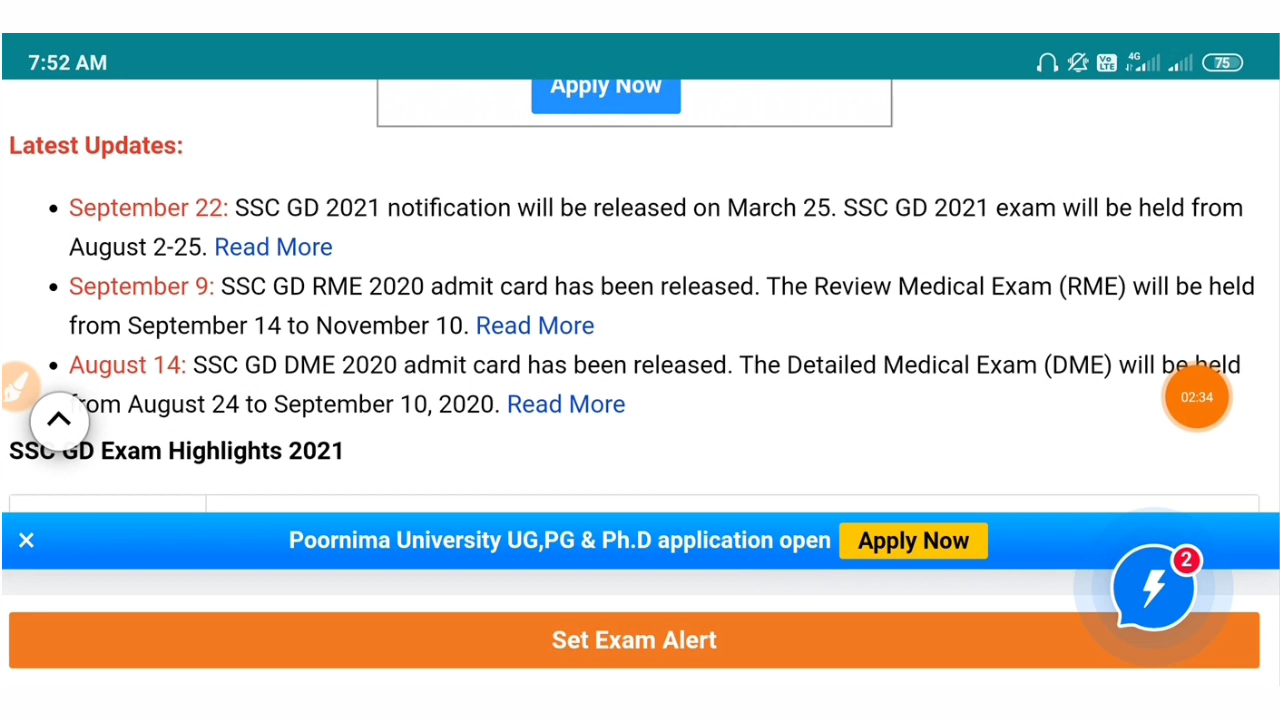 7:52 AM
4G
Vo
LTE
75
Apply Now
Latest Updates:
September 22: SSC GD 2021 notification will be released on March 25. SSC GD 2021 exam will be held from
August 2-25. Read More
September 9: SSC GD RME 2020 admit card has been released. The Review Medical Exam (RME) will be held
from September 14 to November 10. Read More
August 14: SSC GD DME 2020 admit card has been released. The Detailed Medical Exam (DME) will be held
from August 24 to September 10, 2020. Read More
02:34
SSC GD Exam Highlights 2021
Poornima University UG,PG & Ph.D application open Apply Now
2
Set Exam Alert